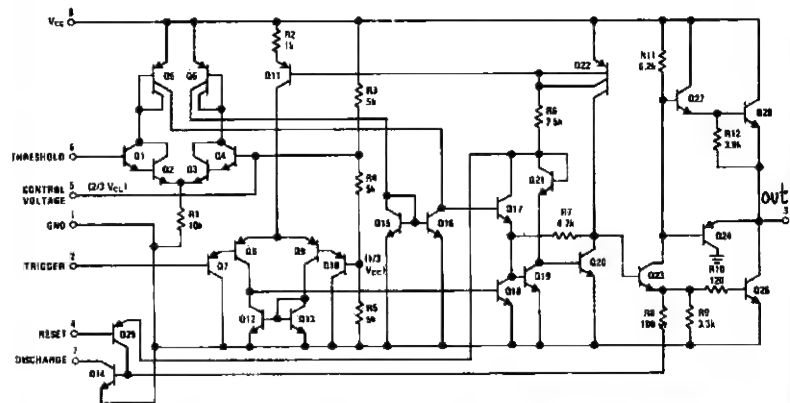 8
VCC
R2
1k
Q5
Q6
Q11
Q22
R11
6.2k
Q27
Q28
R3
5k
R6
7.5k
R12
3.9k
6
THRESHOLD
Q1
Q2
Q3
Q4
5
CONTROL VOLTAGE
(2/3 VCC)
R4
5k
Q21
OUT
3
1
GND
R1
10k
Q15
Q16
Q17
R7
4.7k
Q24
2
TRIGGER
Q7
Q8
Q9
Q10
(1/3
VCC)
Q18
Q19
Q20
Q23
R10
120
Q26
Q12
Q13
R5
5k
R8
100
R9
3.3k
4
RESET
Q25
7
DISCHARGE
Q14